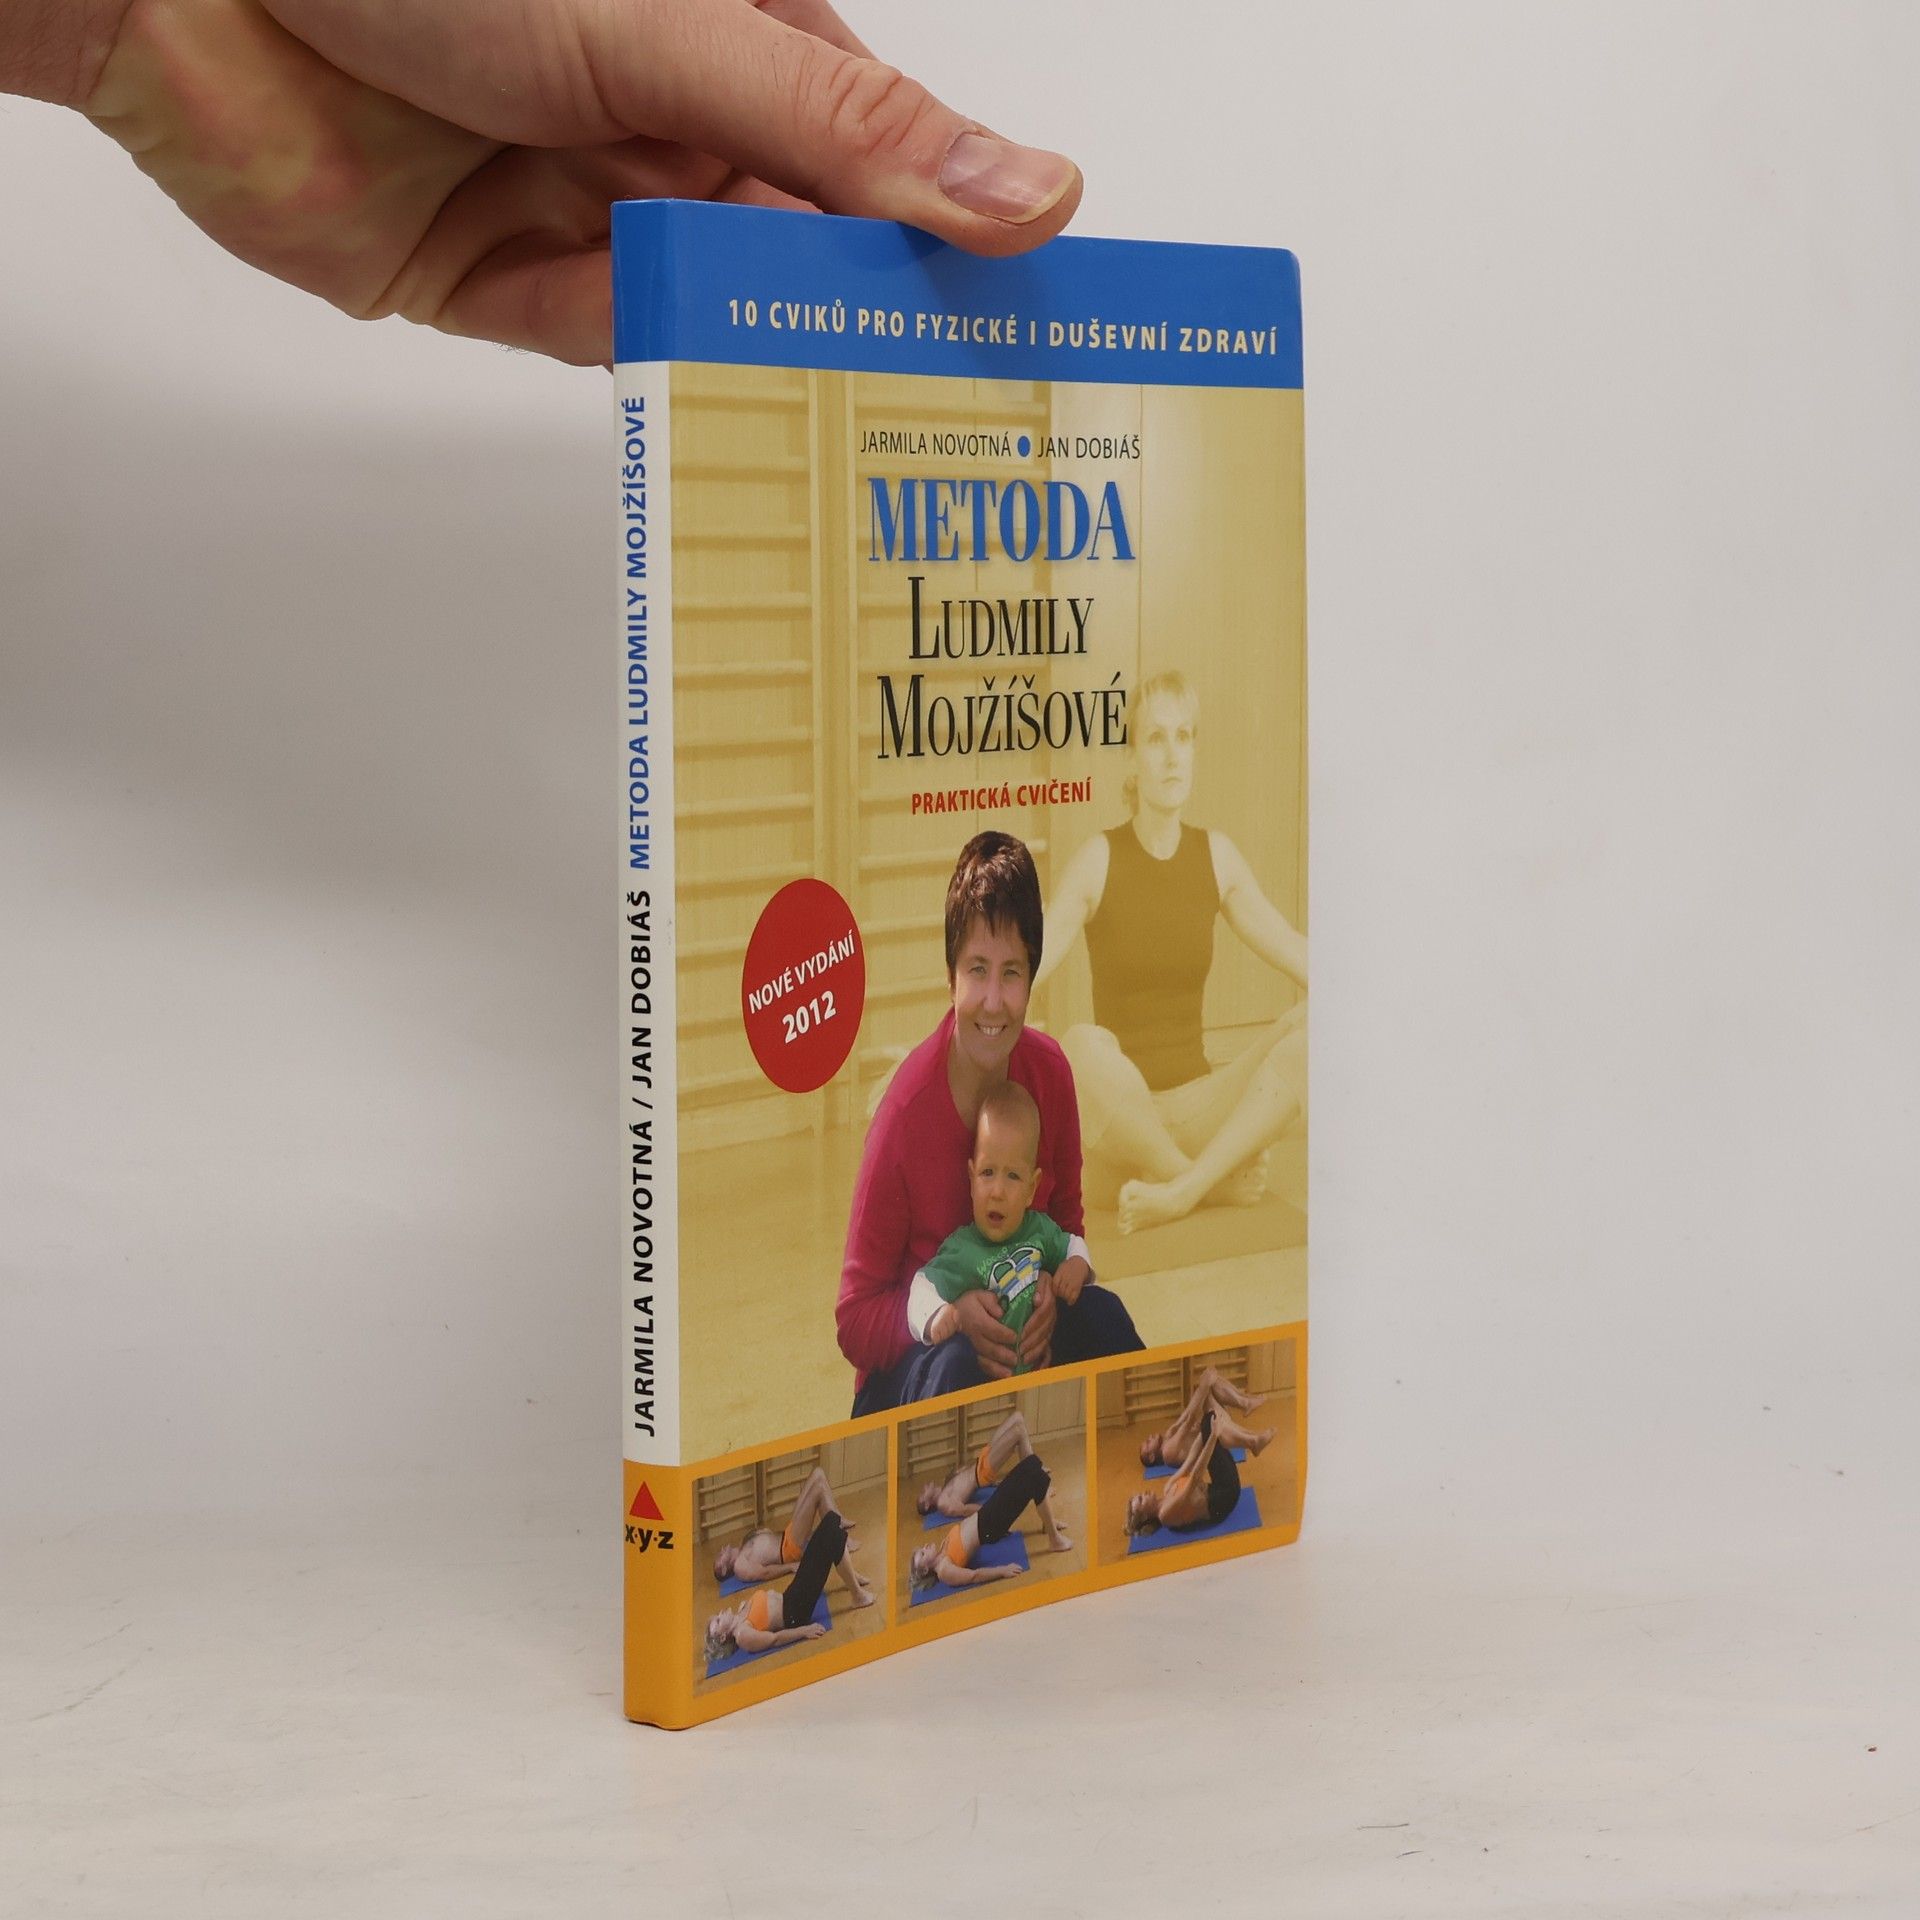 10 CVIKŮ PRO FYZICKÉ I DUŠEVNÍ ZDRAVÍ
JARMILA NOVOTNÁ ● JAN DOBIÁŠ
METODA
LUDMILY
MOJŽÍŠOVÉ
PRAKTICKÁ CVIČENÍ
NOVÉ VYDÁNÍ
2012
JARMILA NOVOTNÁ / JAN DOBIÁŠ METODA LUDMILY MOJŽÍŠOVÉ
x·y·z